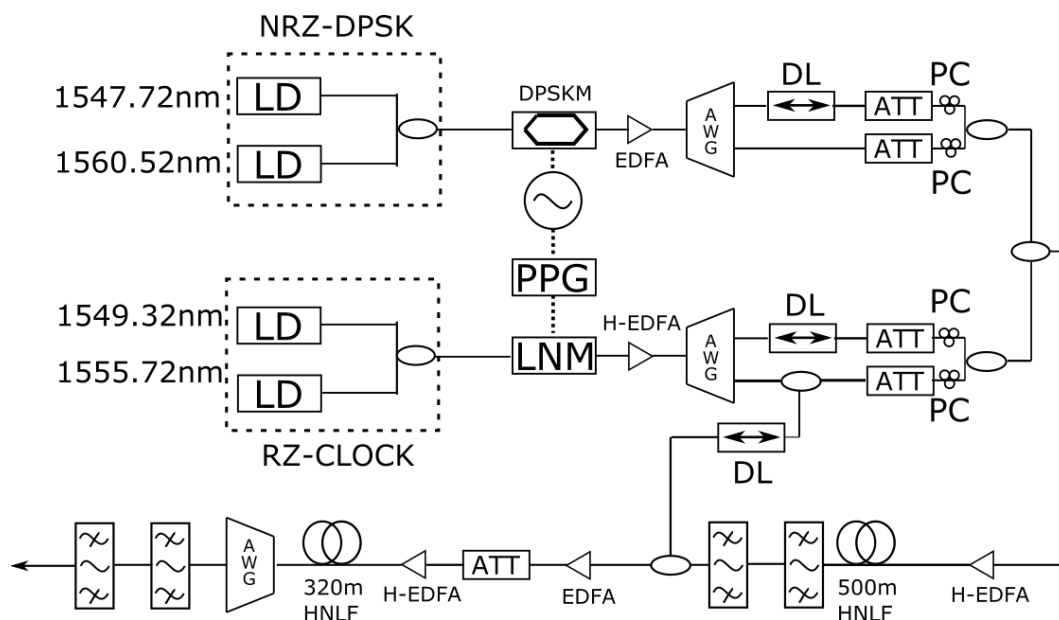 NRZ-DPSK
1547.72nm
LD
1560.52nm
LD
DPSKM
EDFA
AWG
DL
ATT
PC
ATT
PC
PPG
1549.32nm
LD
1555.72nm
LD
RZ-CLOCK
LNM
H-EDFA
AWG
DL
ATT
PC
ATT
PC
DL
AWG
320m
HNLF
H-EDFA
ATT
EDFA
500m
HNLF
H-EDFA